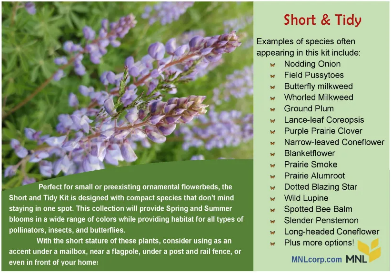 Short & Tidy
Examples of species often
appearing in this kit include:
Nodding Onion
Field Pussytoes
Butterfly milkweed
Whorled Milkweed
Ground Plum
Lance-leaf Coreopsis
Purple Prairie Clover
Narrow-leaved Coneflower
Blanketflower
Prairie Smoke
Prairie Alumroot
Dotted Blazing Star
Wild Lupine
Spotted Bee Balm
Slender Penstemon
Long-headed Coneflower
Plus more options!
MNLcorp.com
MNL
Perfect for small or preexisting ornamental flowerbeds, the
Short and Tidy Kit is designed with compact species that don't mind
staying in one spot. This collection will provide Spring and Summer
blooms in a wide range of colors while providing habitat for all types of
pollinators, insects, and butterflies.
With the short stature of these plants, consider using as an
accent under a mailbox, near a flagpole, under a post and rail fence, or
even in front of your home!